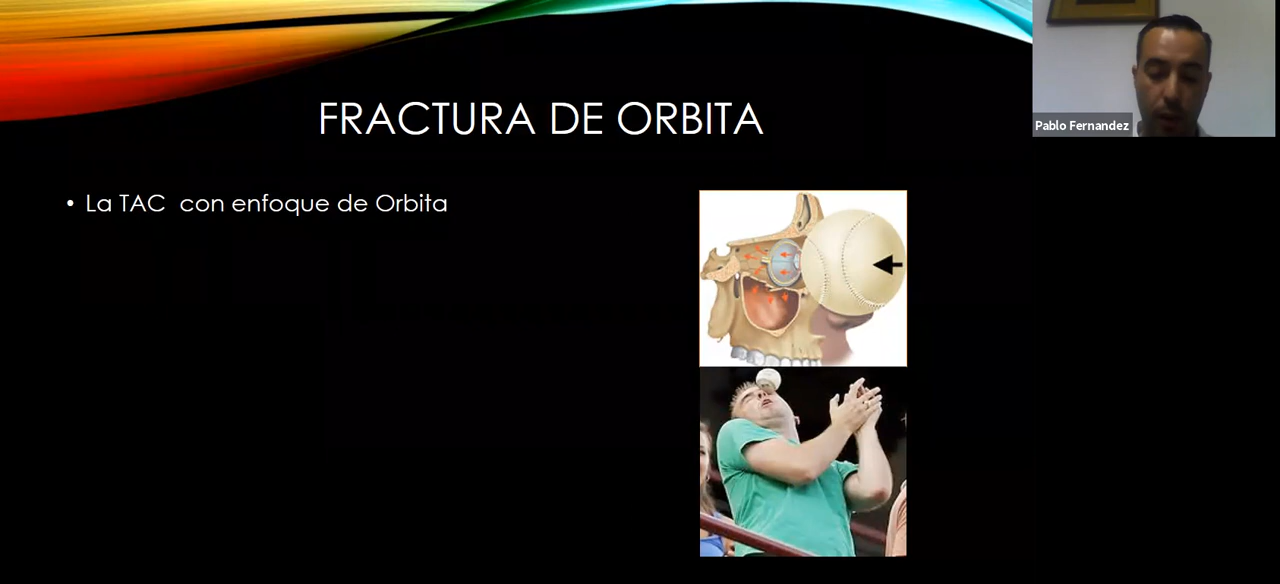 FRACTURA DE ORBITA
• La TAC con enfoque de Orbita
Pablo Fernandez